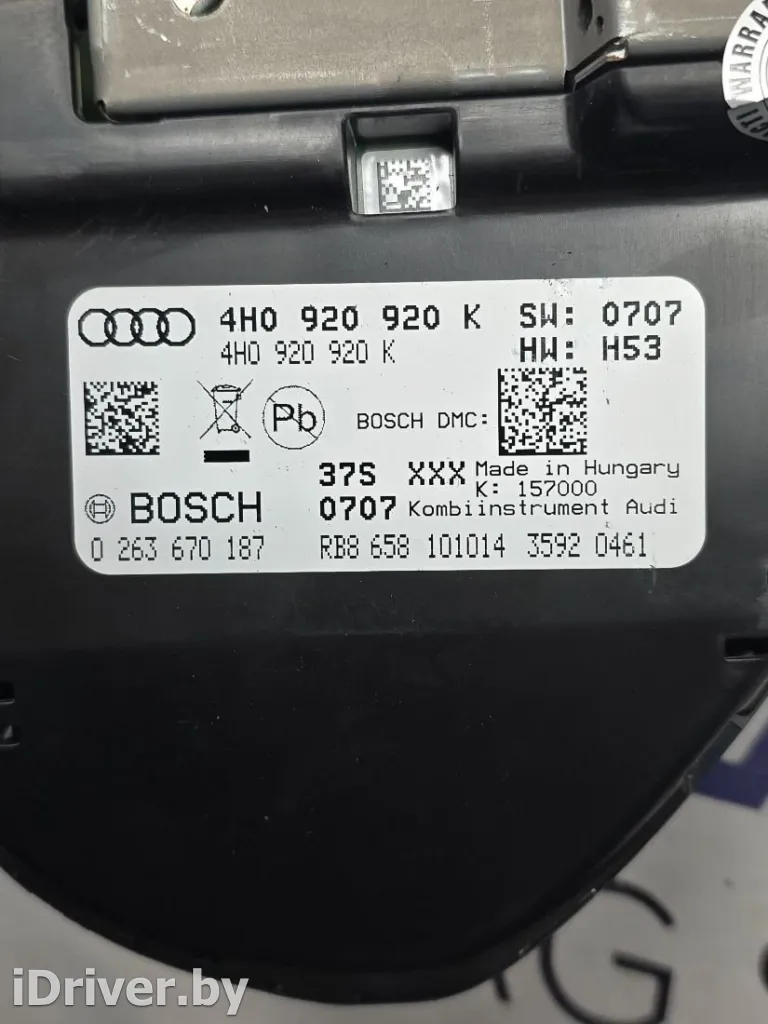 WARRAN
4H0 920 920 K SW: 0707
4H0 920 920 K HW: H53
Pb BOSCH DMC:
37S XXX Made in Hungary
K: 157000
BOSCH 0707 Kombiinstrument Audi
0 263 670 187 RB8 658 101014 3592 0461
iDriver.by